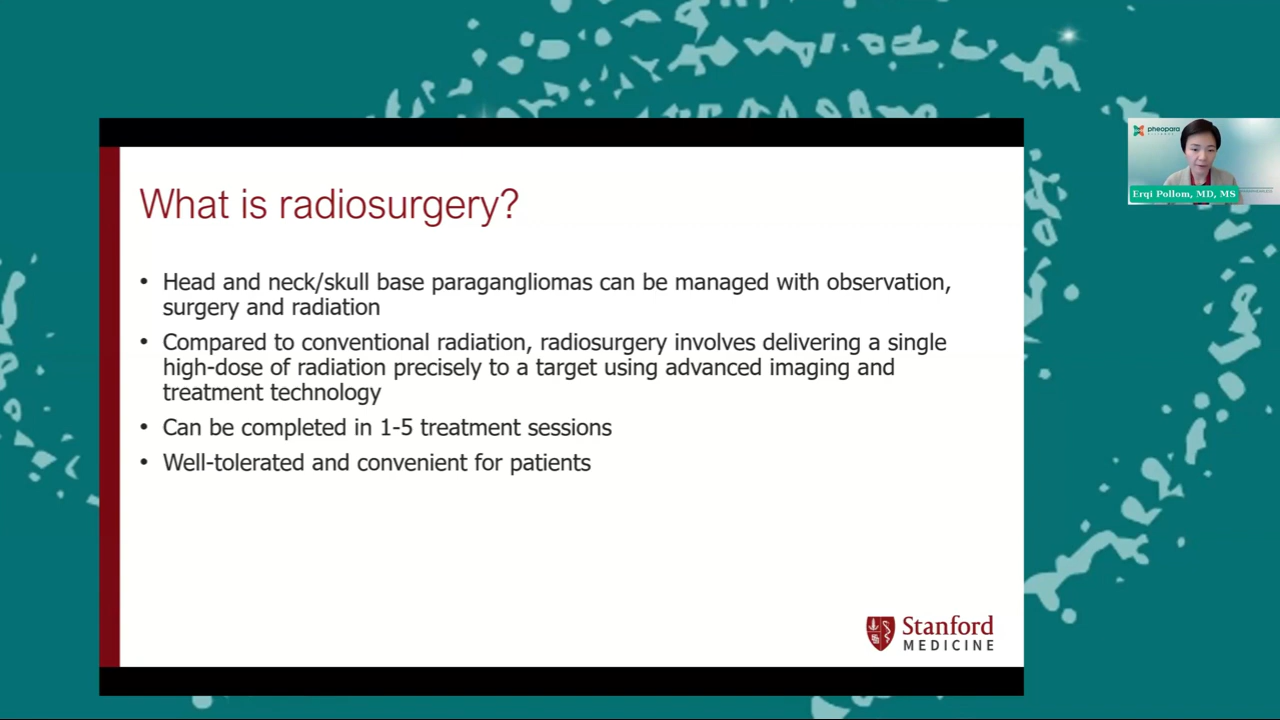 What is radiosurgery?
• Head and neck/skull base paragangliomas can be managed with observation,
surgery and radiation
• Compared to conventional radiation, radiosurgery involves delivering a single
high-dose of radiation precisely to a target using advanced imaging and
treatment technology
• Can be completed in 1-5 treatment sessions
• Well-tolerated and convenient for patients
Stanford
MEDICINE
pheopara
Erqi Pollom, MD, MS